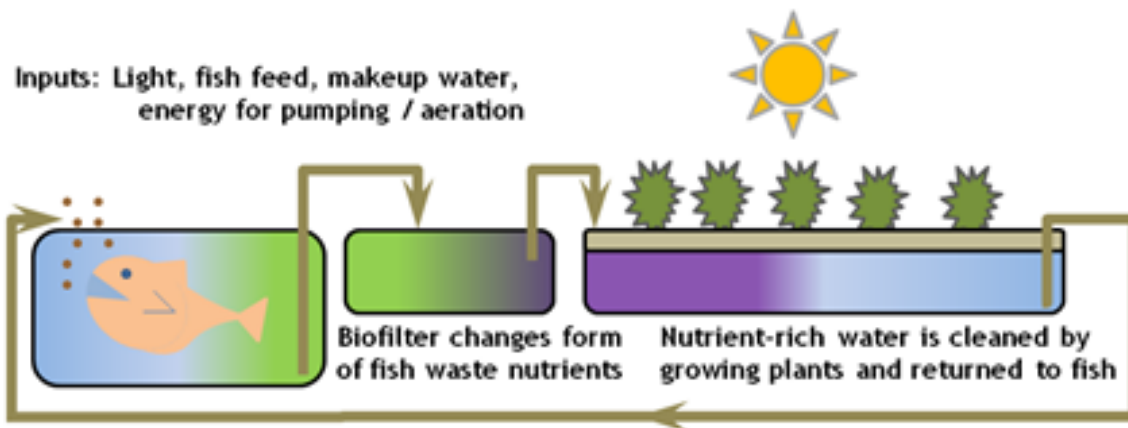 Inputs: Light, fish feed, makeup water,
energy for pumping / aeration
Biofilter changes form
of fish waste nutrients
Nutrient-rich water is cleaned by
growing plants and returned to fish